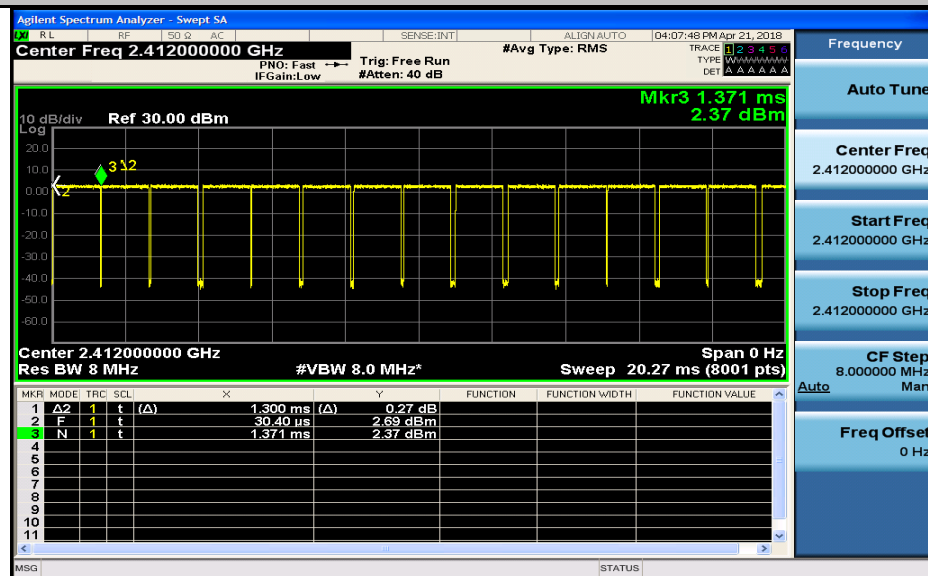 Agilent Spectrum Analyzer - Swept SA
LXI RL RF 50 Ω AC SENSE:INT ALIGN AUTO 04:07:48 PM Apr 21, 2018
Center Freq 2.412000000 GHz #Avg Type: RMS TRACE 1 2 3 4 5 6
PNO: Fast Trig: Free Run TYPE W
IFGain:Low #Atten: 40 dB DET A A A A A A
Mkr3 1.371 ms
2.37 dBm
10 dB/div Ref 30.00 dBm
Log
20.0
10.0
0.00
-10.0
-20.0
-30.0
-40.0
-50.0
-60.0
2
3
Δ2
Center 2.412000000 GHz Span 0 Hz
Res BW 8 MHz #VBW 8.0 MHz* Sweep 20.27 ms (8001 pts)
MKR MODE TRC SCL X Y FUNCTION FUNCTION WIDTH FUNCTION VALUE
1 Δ2 1 t (Δ) 1.300 ms (Δ) 0.27 dB
2 F 1 t 30.40 µs 2.69 dBm
3 N 1 t 1.371 ms 2.37 dBm
4
5
6
7
8
9
10
11
MSG STATUS
Frequency
Auto Tune
Center Freq
2.412000000 GHz
Start Freq
2.412000000 GHz
Stop Freq
2.412000000 GHz
CF Step
8.000000 MHz
Auto Man
Freq Offset
0 Hz